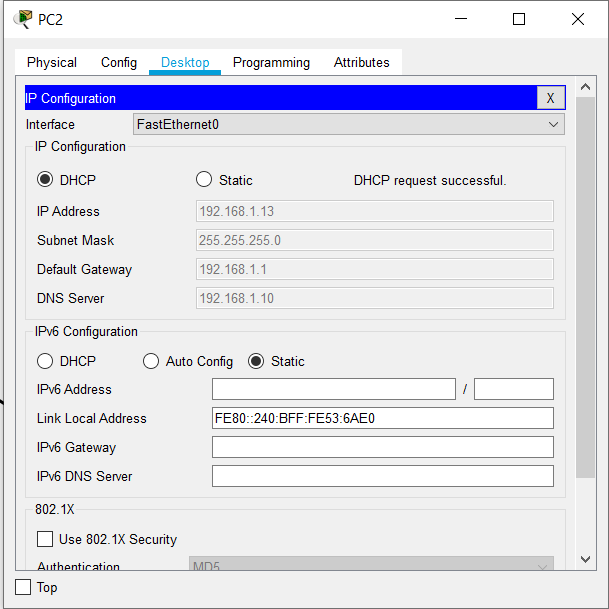 PC2
Physical Config Desktop Programming Attributes
IP Configuration X
Interface FastEthernet0
IP Configuration
DHCP Static DHCP request successful.
IP Address 192.168.1.13
Subnet Mask 255.255.255.0
Default Gateway 192.168.1.1
DNS Server 192.168.1.10
IPv6 Configuration
DHCP Auto Config Static
IPv6 Address /
Link Local Address FE80::240:BFF:FE53:6AE0
IPv6 Gateway
IPv6 DNS Server
802.1X
Use 802.1X Security
Authentication MD5
Top